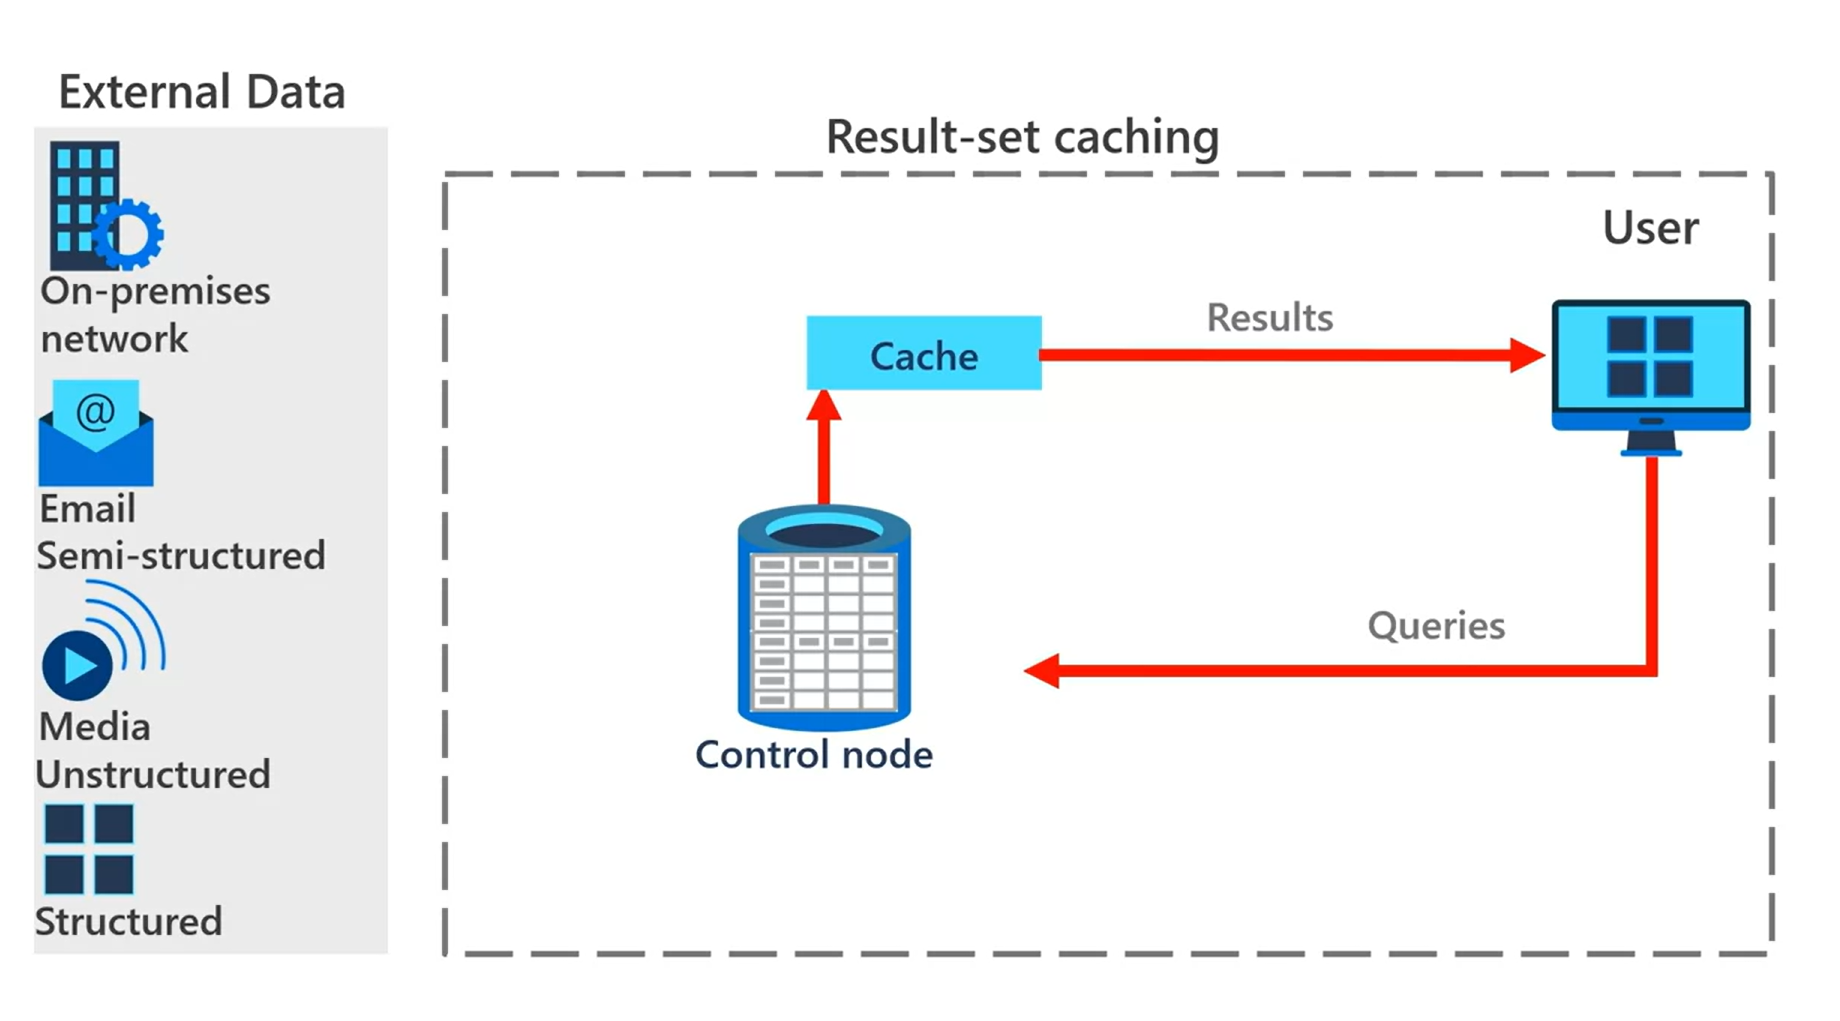 External Data
On-premises
network
@
Email
Semi-structured
Media
Unstructured
Structured
Result-set caching
User
Cache
Results
Queries
Control node